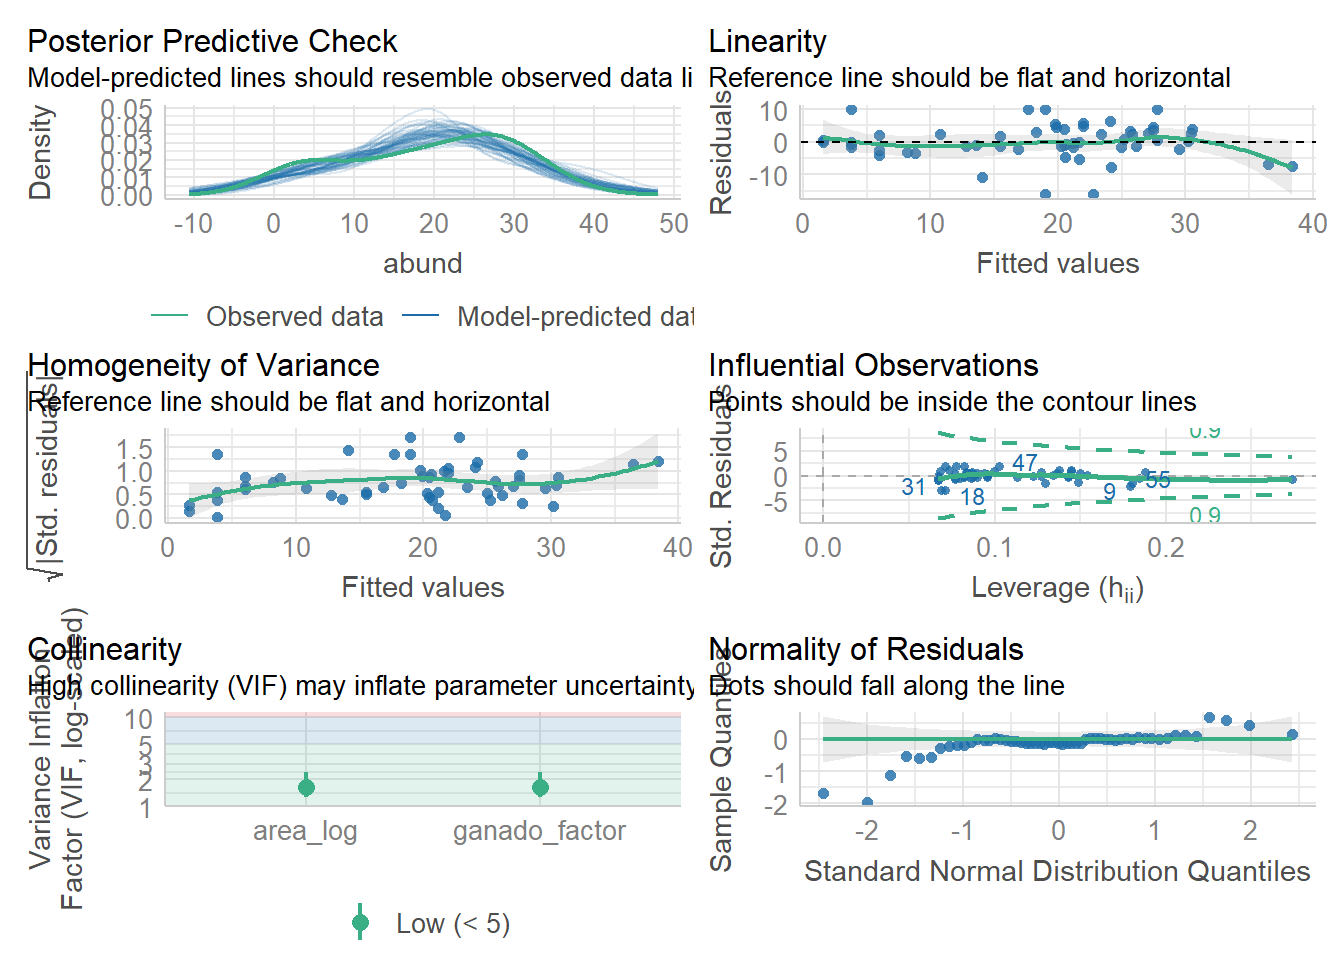 Posterior Predictive Check
Model-predicted lines should resemble observed data li
Density
0.05
0.04
0.03
0.02
0.01
0.00
-10 0 10 20 30 40 50
abund
Observed data Model-predicted dat
Linearity
Reference line should be flat and horizontal
Residuals
10
0
-10
0 10 20 30 40
Fitted values
Homogeneity of Variance
Reference line should be flat and horizontal
√|Std. residuals|
1.5
1.0
0.5
0.0
0 10 20 30 40
Fitted values
Influential Observations
Points should be inside the contour lines
Std. Residuals
5
0
-5
0.9
47
31
18
9
55
0.9
0.0 0.1 0.2
Leverage (hii)
Collinearity
High collinearity (VIF) may inflate parameter uncertainty
Variance Inflation
Factor (VIF, log-scaled)
10
5
3
2
1
area_log ganado_factor
Low (< 5)
Normality of Residuals
Dots should fall along the line
Sample Quantiles
0
-1
-2
-2 -1 0 1 2
Standard Normal Distribution Quantiles